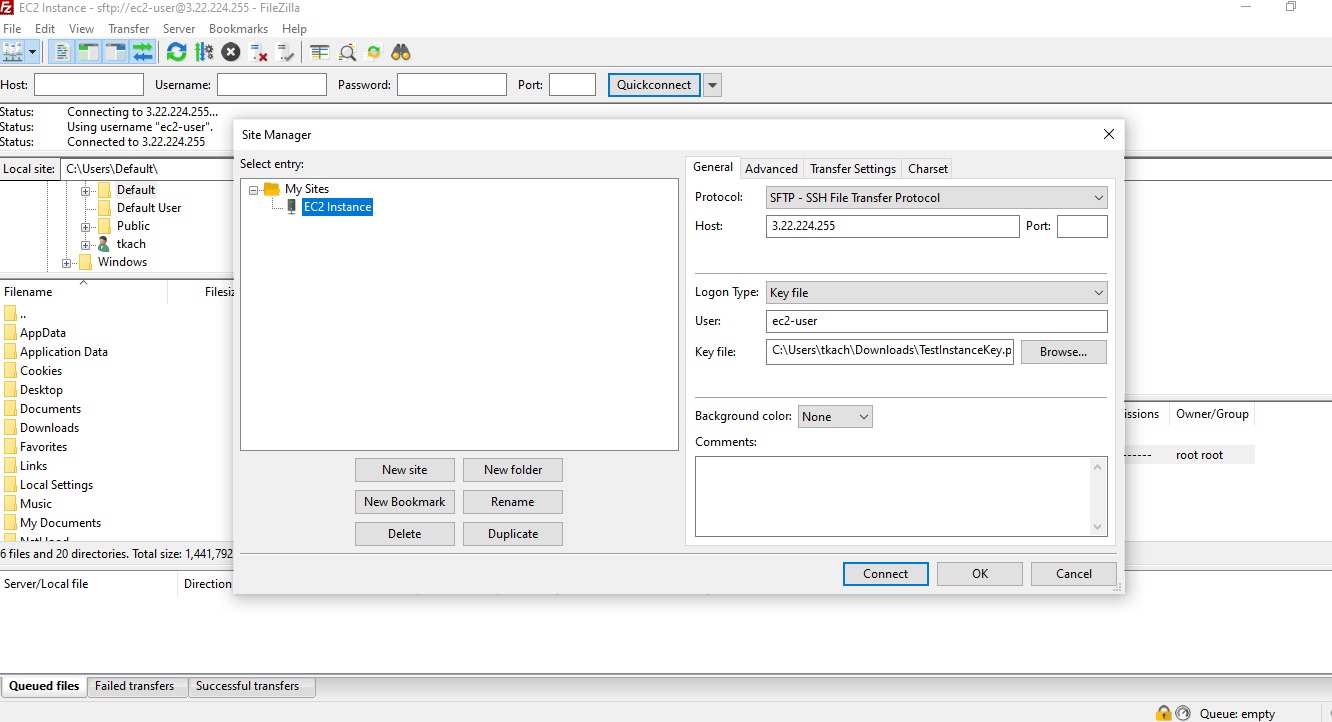 EC2 Instance - sftp://ec2-user@3.22.224.255 - FileZilla
File Edit View Transfer Server Bookmarks Help
Host: Username: Password: Port: Quickconnect
Status: Connecting to 3.22.224.255...
Status: Using username "ec2-user".
Status: Connected to 3.22.224.255
Local site: C:\Users\Default\
Default
Default User
Public
tkach
Windows
Filename Filesiz
..
AppData
Application Data
Cookies
Desktop
Documents
Downloads
Favorites
Links
Local Settings
Music
My Documents
NetHood
6 files and 20 directories. Total size: 1,441,792
Server/Local file Direction
Site Manager
Select entry:
My Sites
EC2 Instance
New site New folder
New Bookmark Rename
Delete Duplicate
General Advanced Transfer Settings Charset
Protocol: SFTP - SSH File Transfer Protocol
Host: 3.22.224.255 Port:
Logon Type: Key file
User: ec2-user
Key file: C:\Users\tkach\Downloads\TestInstanceKey.p Browse...
Background color: None
Comments:
Connect OK Cancel
issions Owner/Group
------ root root
Queued files Failed transfers Successful transfers
Queue: empty